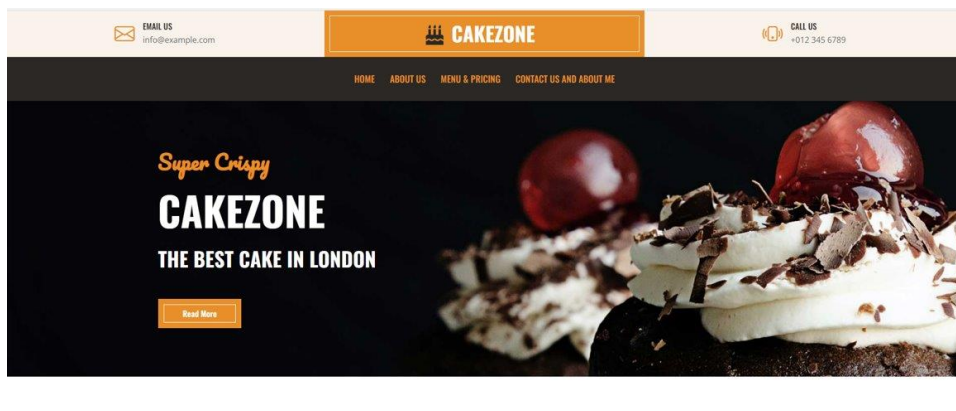 EMAIL US
info@example.com
CAKEZONE
CALL US
+012 345 6789
HOME ABOUT US MENU & PRICING CONTACT US AND ABOUT ME
Super Crispy
CAKEZONE
THE BEST CAKE IN LONDON
Read More